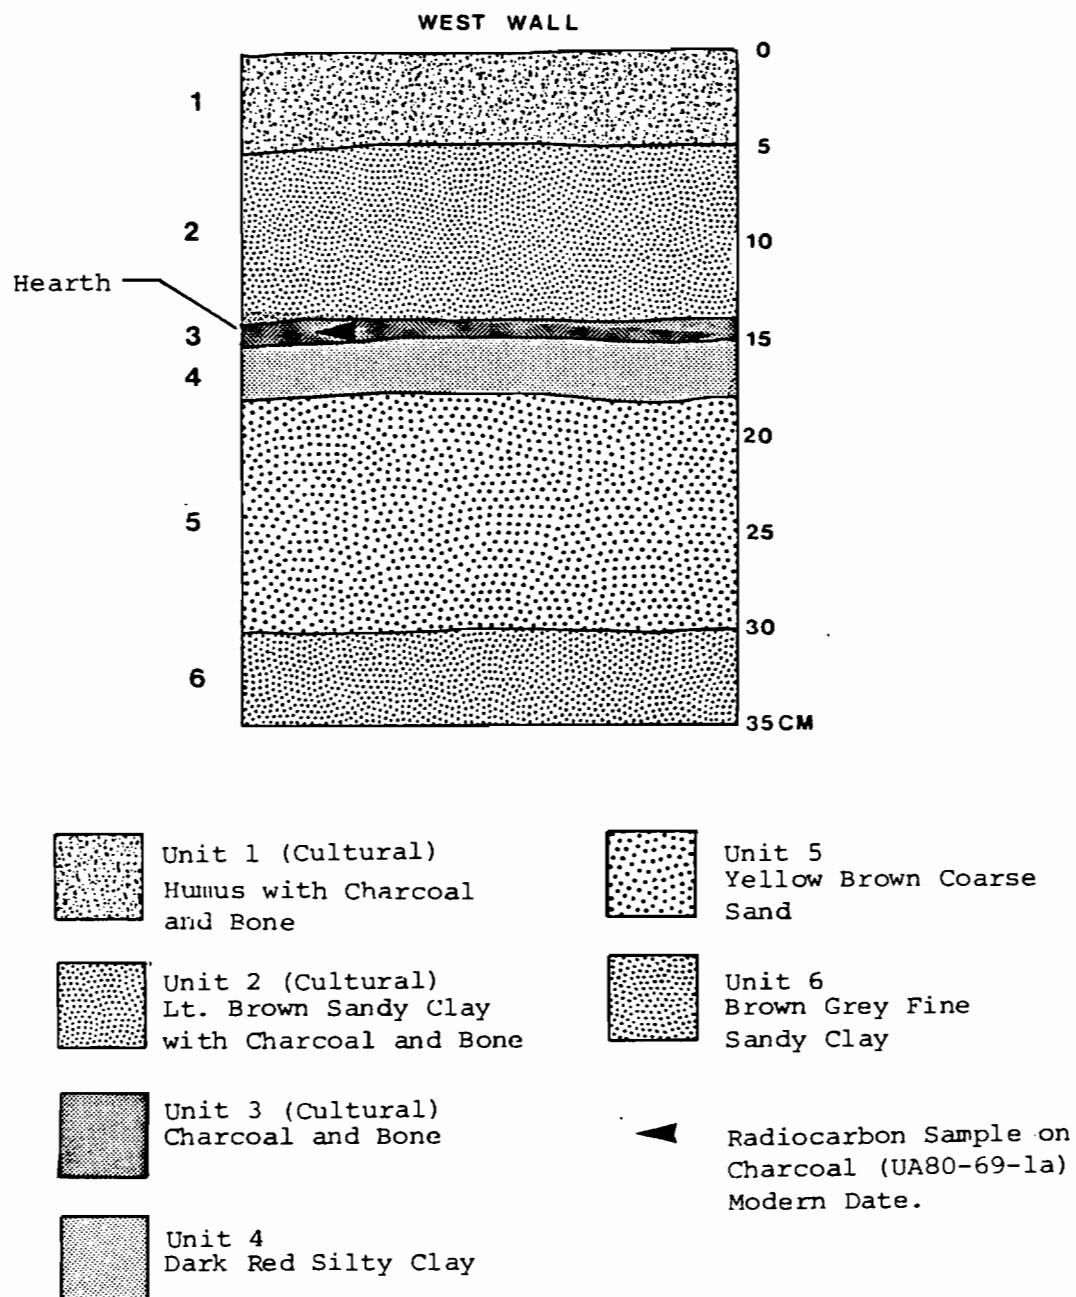 WEST WALL
0
1
5
2
10
Hearth
3
15
4
20
5
25
30
6
35 CM
Unit 1 (Cultural)
Humus with Charcoal
and Bone
Unit 2 (Cultural)
Lt. Brown Sandy Clay
with Charcoal and Bone
Unit 3 (Cultural)
Charcoal and Bone
Unit 4
Dark Red Silty Clay
Unit 5
Yellow Brown Coarse
Sand
Unit 6
Brown Grey Fine
Sandy Clay
Radiocarbon Sample on
Charcoal (UA80-69-1a)
Modern Date.